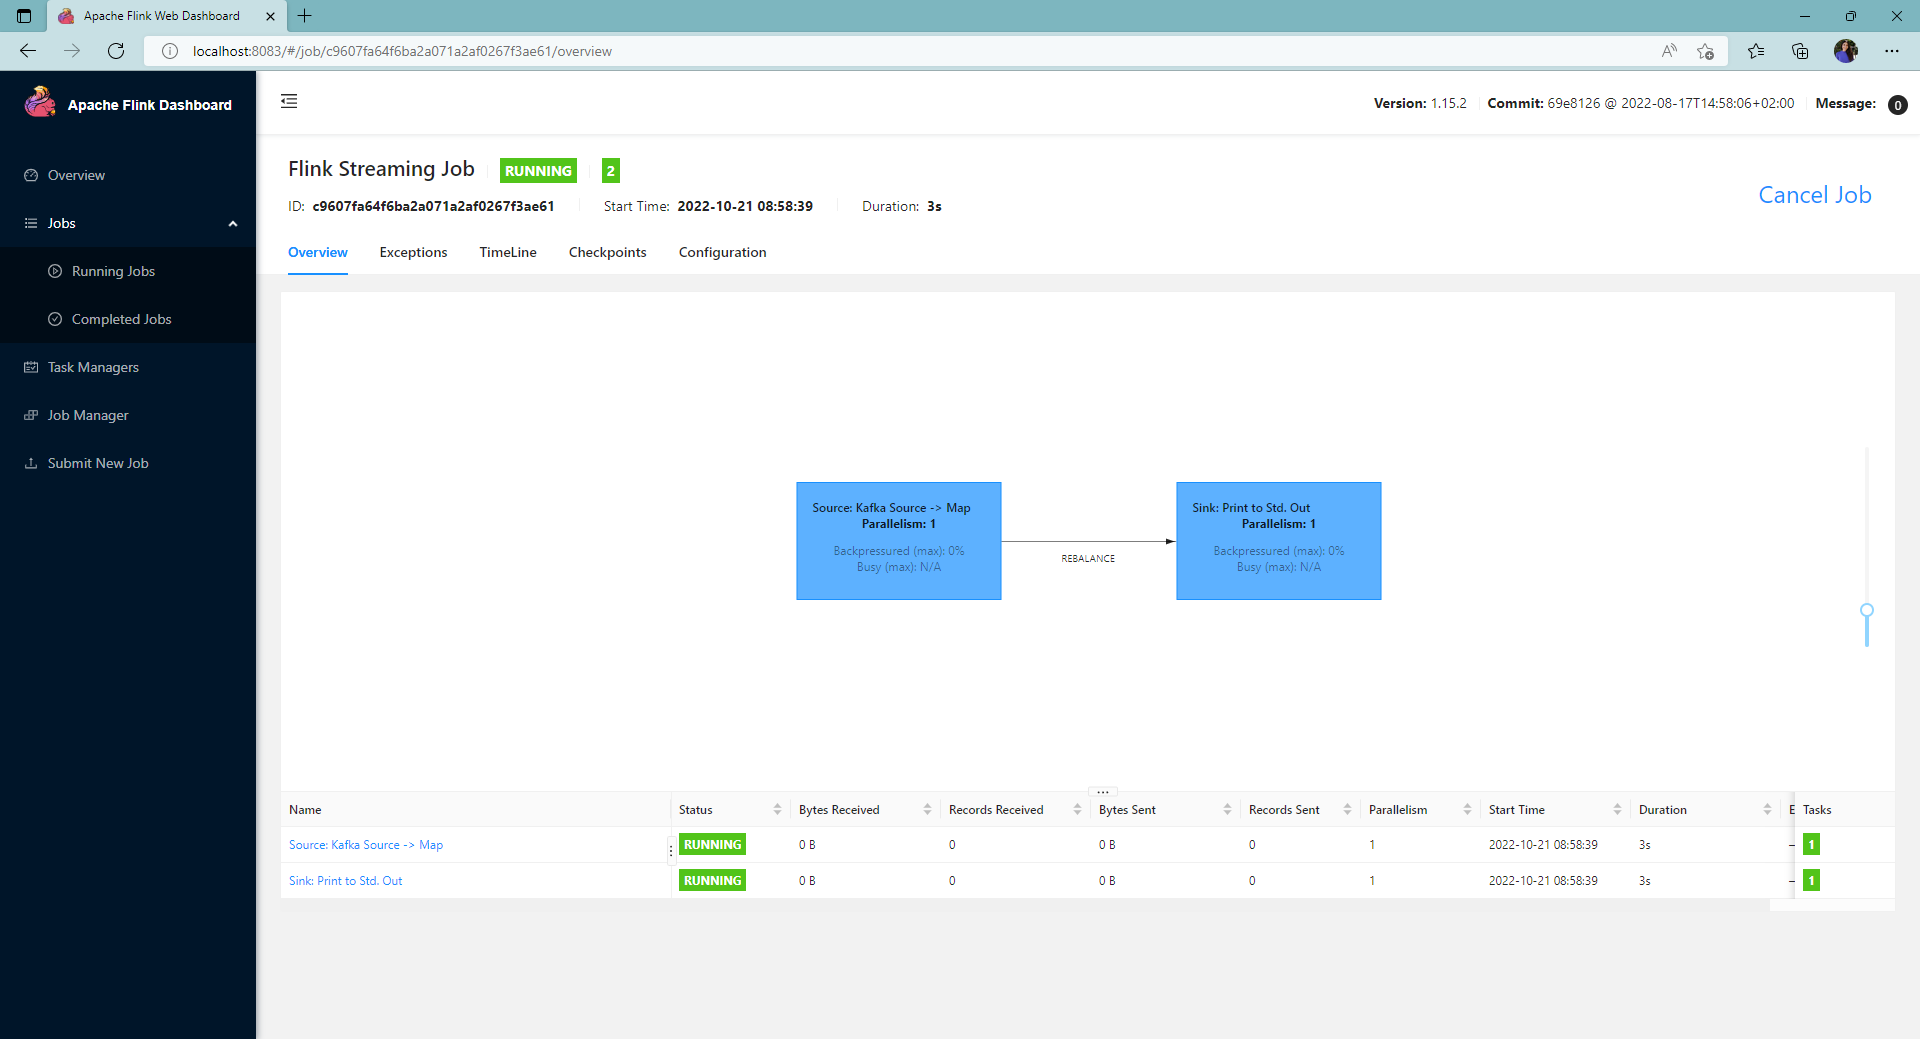 Apache Flink Web Dashboard
localhost:8083/#/job/c9607fa64f6ba2a071a2af0267f3ae61/overview
Apache Flink Dashboard
Version: 1.15.2 Commit: 69e8126 @ 2022-08-17T14:58:06+02:00 Message: 0
Overview
Jobs
Running Jobs
Completed Jobs
Task Managers
Job Manager
Submit New Job
Flink Streaming Job RUNNING 2
ID: c9607fa64f6ba2a071a2af0267f3ae61 Start Time: 2022-10-21 08:58:39 Duration: 3s
Cancel Job
Overview Exceptions TimeLine Checkpoints Configuration
Source: Kafka Source -> Map
Parallelism: 1
Backpressured (max): 0%
Busy (max): N/A
REBALANCE
Sink: Print to Std. Out
Parallelism: 1
Backpressured (max): 0%
Busy (max): N/A
Name Status Bytes Received Records Received Bytes Sent Records Sent Parallelism Start Time Duration E Tasks
Source: Kafka Source -> Map RUNNING 0 B 0 0 B 0 1 2022-10-21 08:58:39 3s – 1
Sink: Print to Std. Out RUNNING 0 B 0 0 B 0 1 2022-10-21 08:58:39 3s – 1